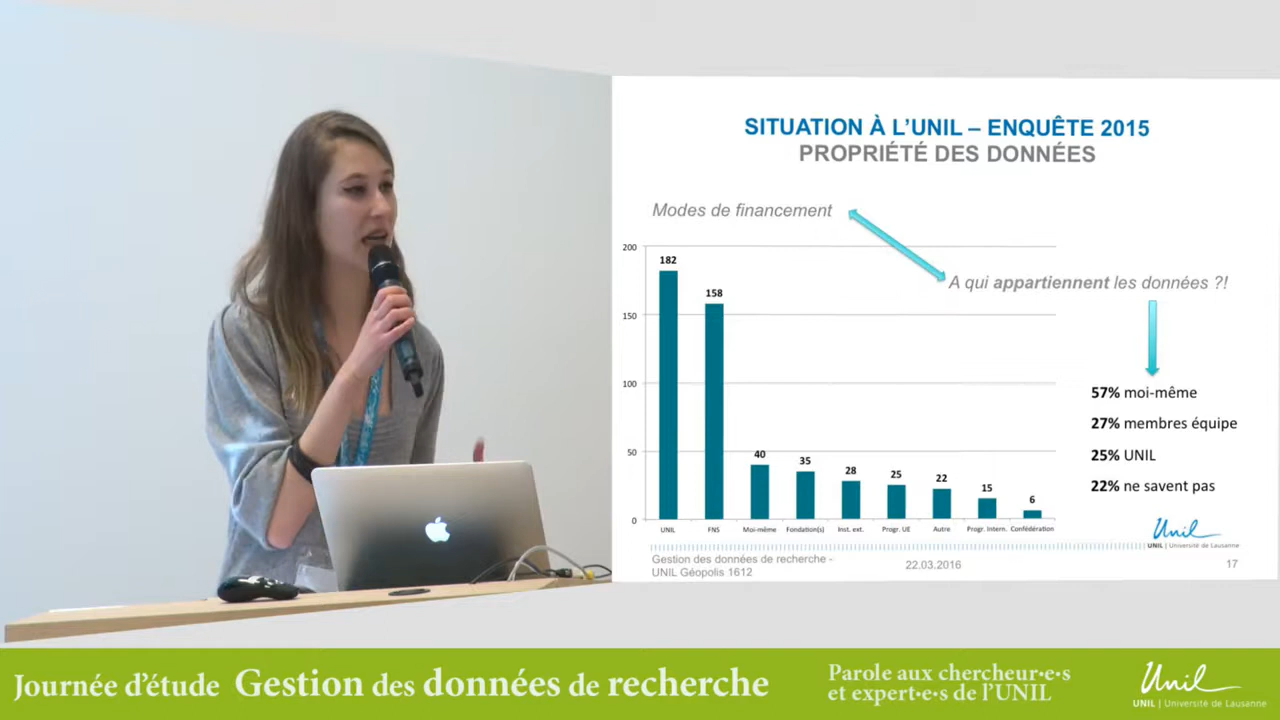 SITUATION À L'UNIL – ENQUÊTE 2015
PROPRIÉTÉ DES DONNÉES
Modes de financement
A qui appartiennent les données ?!
200
150
100
50
0
182
158
40
35
28
25
22
15
6
UNIL
FNS
Moi-même
Fondation(s)
Inst. ext.
Progr. UE
Autre
Progr. Intern.
Confédération
57% moi-même
27% membres équipe
25% UNIL
22% ne savent pas
Unil
UNIL | Université de Lausanne
Gestion des données de recherche -
UNIL Géopolis 1612
22.03.2016
17
Journée d'étude Gestion des données de recherche
Parole aux chercheur•e•s
et expert•e•s de l'UNIL
Unil
UNIL | Université de Lausanne